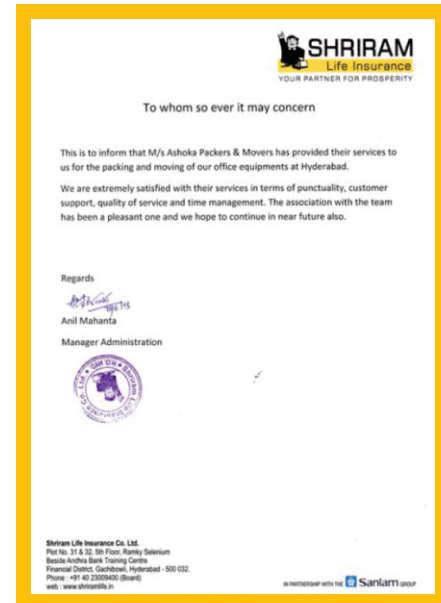 SHRIRAM
Life Insurance
YOUR PARTNER FOR PROSPERITY
To whom so ever it may concern
This is to inform that M/s Ashoka Packers & Movers has provided their services to
us for the packing and moving of our office equipments at Hyderabad.
We are extremely satisfied with their services in terms of punctuality, customer
support, quality of service and time management. The association with the team
has been a pleasant one and we hope to continue in near future also.
Regards
Anil Mahanta
Manager Administration
Shriram Life Insurance Co. Ltd.
Shriram Life Insurance Co. Ltd.
Plot No. 31 & 32, 5th Floor, Ramky Selenium
Beside Andhra Bank Training Centre
Financial District, Gachibowli, Hyderabad - 500 032.
Phone : +91 40 23009400 (Board)
web : www.shriramlife.in
IN PARTNERSHIP WITH THE Sanlam GROUP